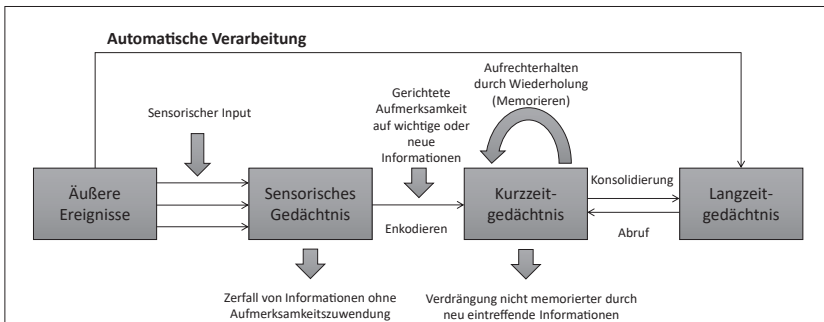 Automatische Verarbeitung
Aufrechterhalten
durch Wiederholung
(Memorieren)
Gerichtete
Aufmerksamkeit
auf wichtige oder
neue
Informationen
Sensorischer Input
Äußere
Ereignisse
Sensorisches
Gedächtnis
Enkodieren
Kurzzeit-
gedächtnis
Konsolidierung
Abruf
Langzeit-
gedächtnis
Zerfall von Informationen ohne
Aufmerksamkeitszuwendung
Verdrängung nicht memorierter durch
neu eintreffende Informationen